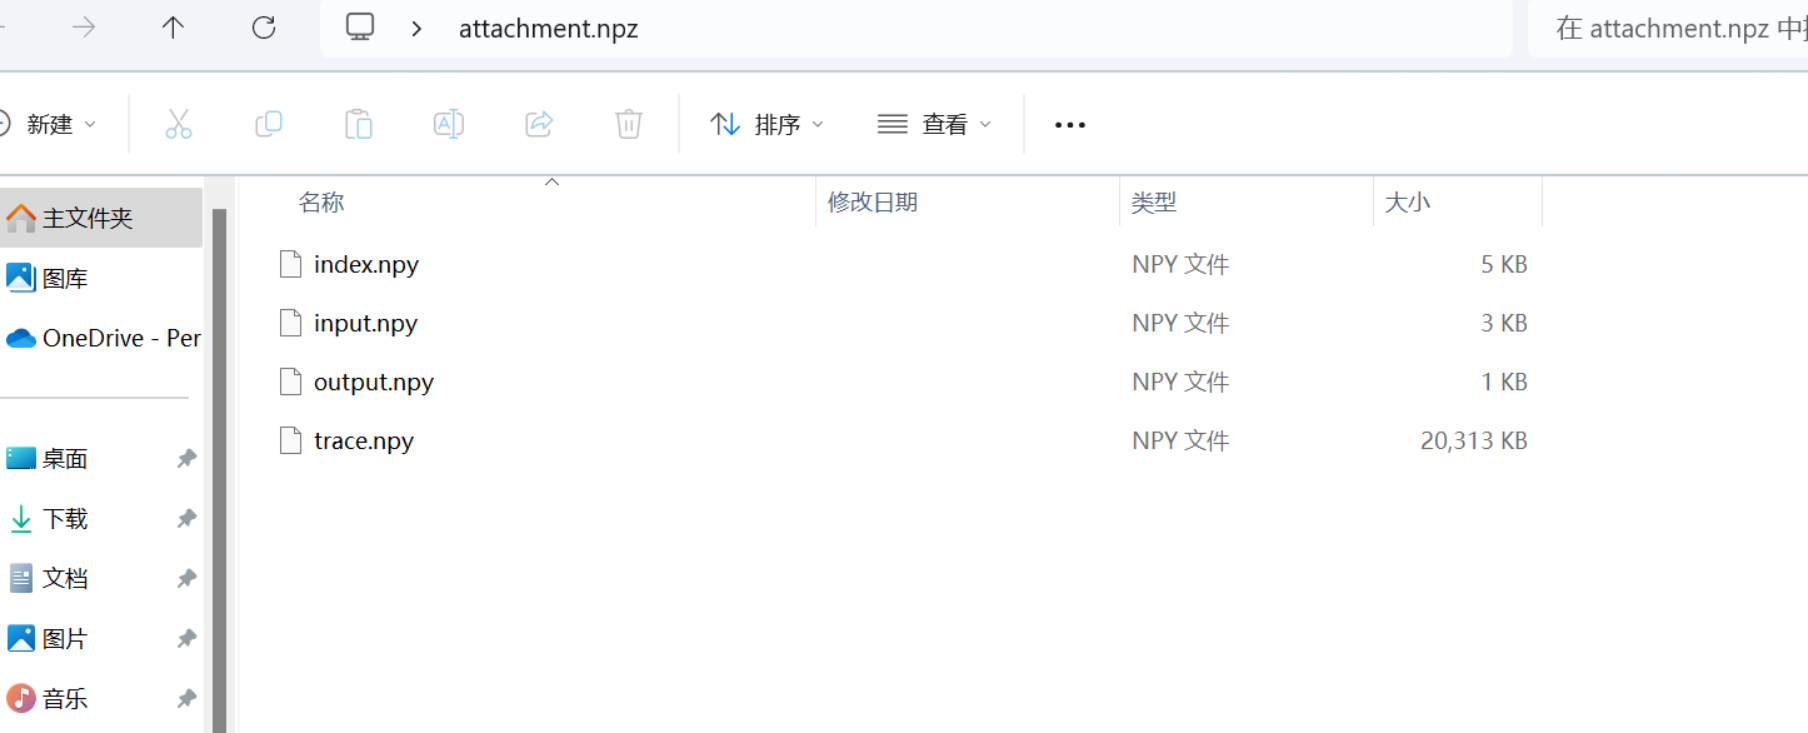 attachment.npz
在 attachment.npz 中
新建
排序
查看
名称
修改日期
类型
大小
主文件夹
图库
OneDrive - Per
桌面
下载
文档
图片
音乐
index.npy NPY 文件 5 KB
input.npy NPY 文件 3 KB
output.npy NPY 文件 1 KB
trace.npy NPY 文件 20,313 KB